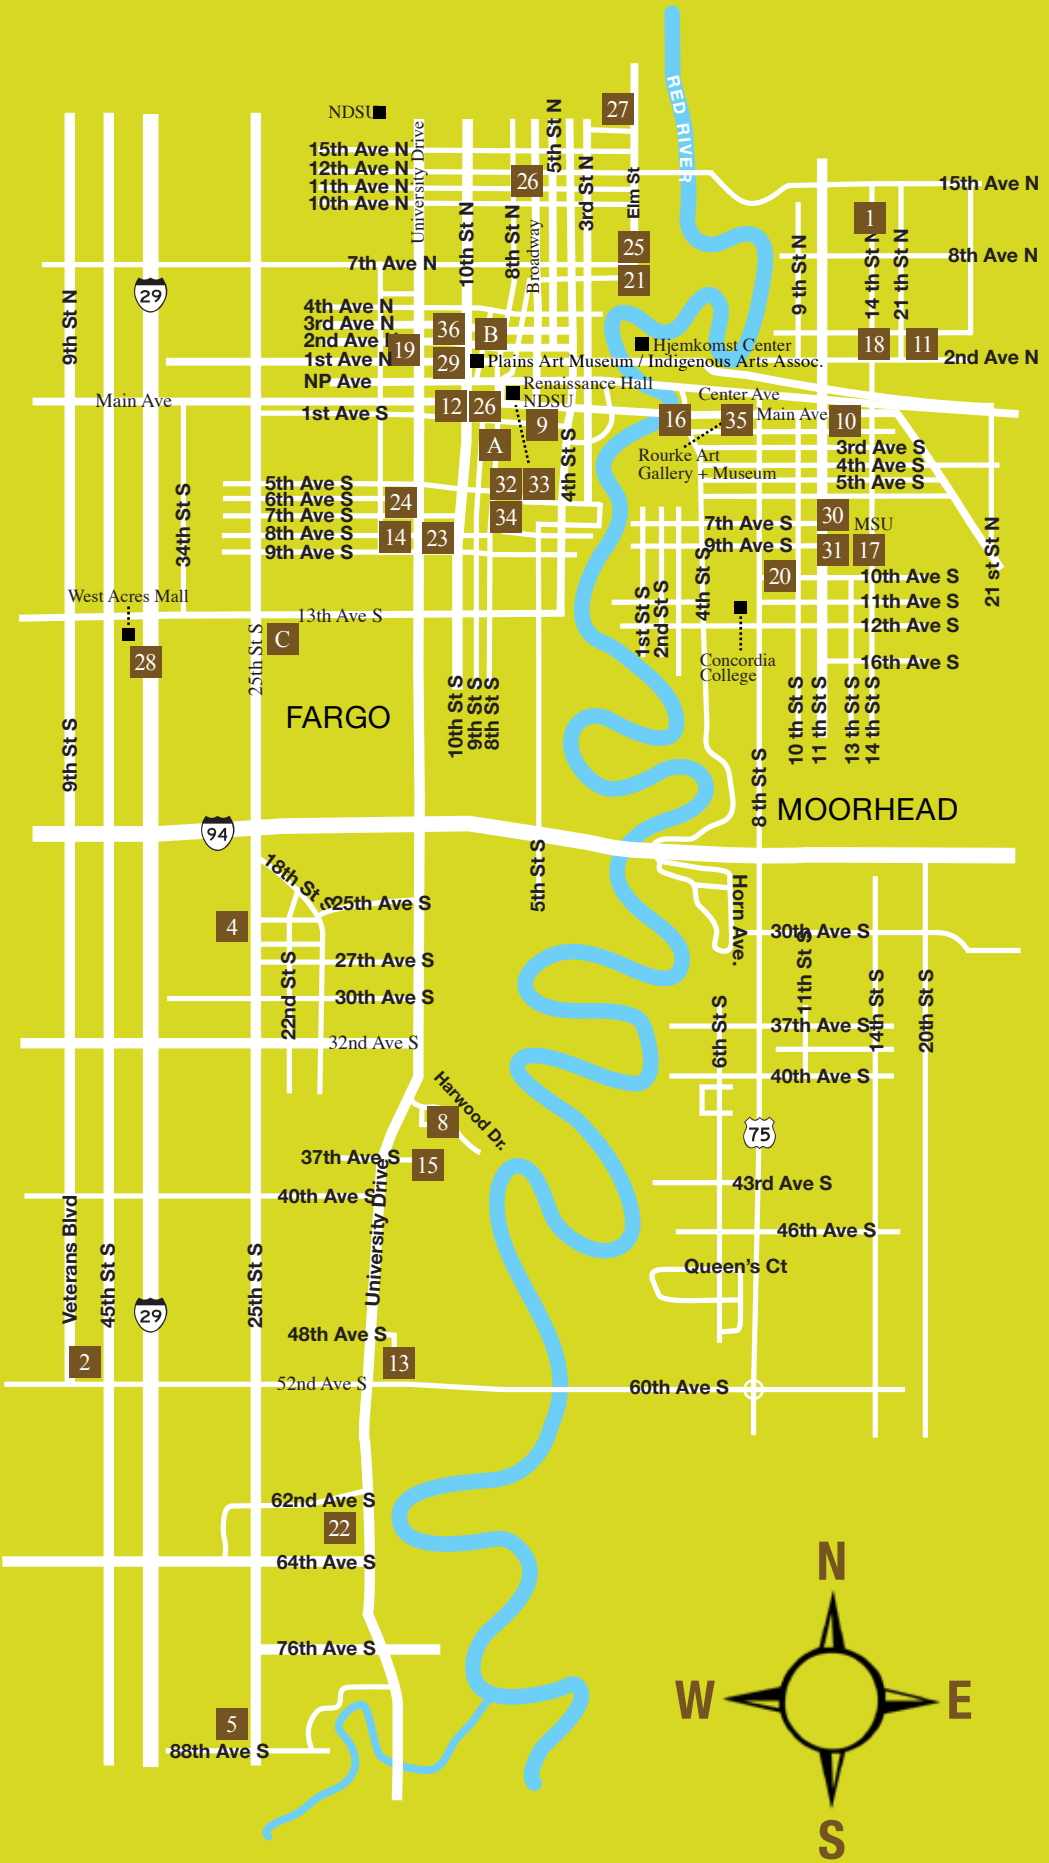 NDSU
University Drive
5th St N
27
RED RIVER
15th Ave N
12th Ave N
11th Ave N
10th Ave N
26
3rd St N
Elm St
15th Ave N
1
10th St N
8th St N
Broadway
25
21
7th Ave N
9 th St N
14 th St N
21 th St N
8th Ave N
29
9th St N
4th Ave N
3rd Ave N
2nd Ave N
1st Ave N
NP Ave
19
36
B
29
Hjemkomst Center
Plains Art Museum / Indigenous Arts Assoc.
18
11
2nd Ave N
Renaissance Hall
NDSU
Main Ave
1st Ave S
12
26
9
A
4th St S
16
Center Ave
35
Main Ave
10
Rourke Art
Gallery + Museum
3rd Ave S
4th Ave S
5th Ave S
34th St S
5th Ave S
6th Ave S
7th Ave S
8th Ave S
9th Ave S
24
14
23
32
33
34
7th Ave S
9th Ave S
30
MSU
31
17
20
10th Ave S
11th Ave S
12th Ave S
16th Ave S
21 st St N
West Acres Mall
28
13th Ave S
C
25th St S
1st St S
2nd St S
4th St S
Concordia
College
FARGO
10th St S
9th St S
8th St S
10 th St S
11 th St S
13 th St S
14 th St S
9th St S
8 th St S
MOORHEAD
94
18th St S
25th Ave S
5th St S
Horn Ave.
4
27th Ave S
30th Ave S
22nd St S
32nd Ave S
30th Ave S
11th St S
14th St S
20th St S
6th St S
37th Ave S
40th Ave S
Harwood Dr.
8
75
37th Ave S
15
40th Ave S
University Drive
43rd Ave S
46th Ave S
Queen's Ct
Veterans Blvd
45th St S
29
25th St S
48th Ave S
13
2
52nd Ave S
60th Ave S
62nd Ave S
22
64th Ave S
76th Ave S
5
88th Ave S
N
W
E
S